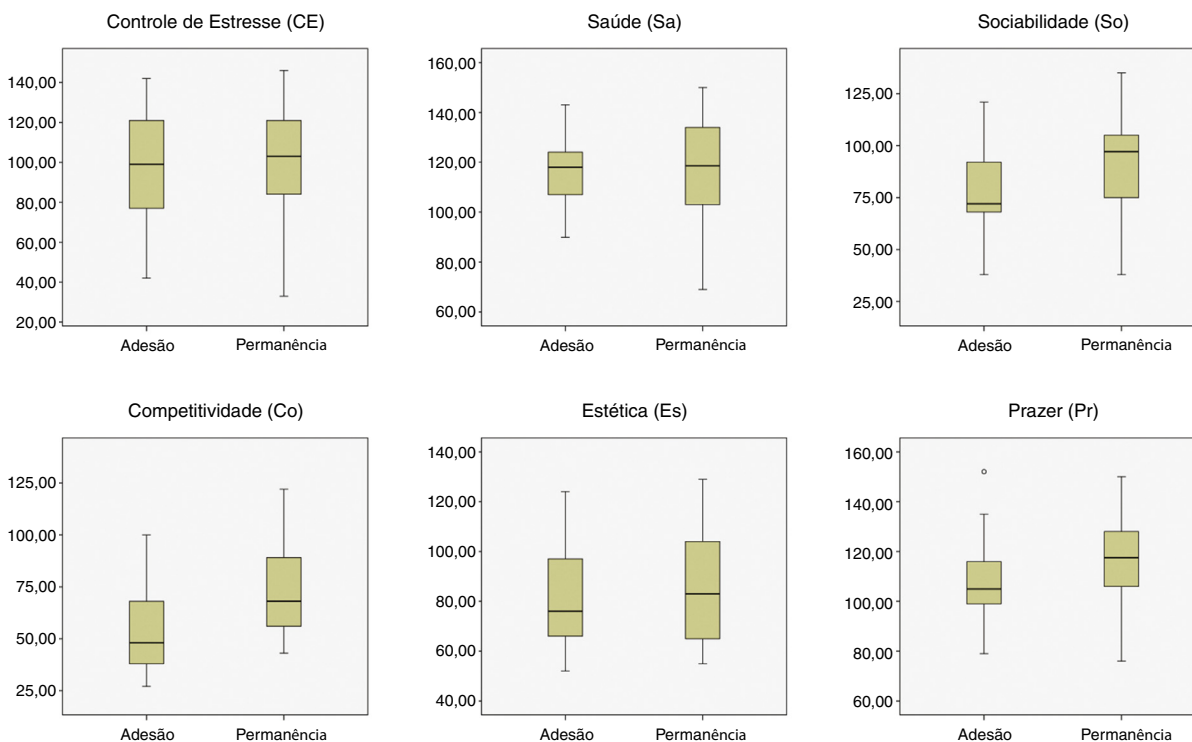 Controle de Estresse (CE)
140,00
120,00
100,00
80,00
60,00
40,00
20,00
Adesão
Permanência
Saúde (Sa)
160,00
140,00
120,00
100,00
80,00
60,00
Adesão
Permanência
Sociabilidade (So)
125,00
100,00
75,00
50,00
25,00
Adesão
Permanência
Competitividade (Co)
125,00
100,00
75,00
50,00
25,00
Adesão
Permanência
Estética (Es)
140,00
100,00
80,00
60,00
40,00
Adesão
Permanência
Prazer (Pr)
160,00
140,00
120,00
100,00
80,00
60,00
Adesão
Permanência